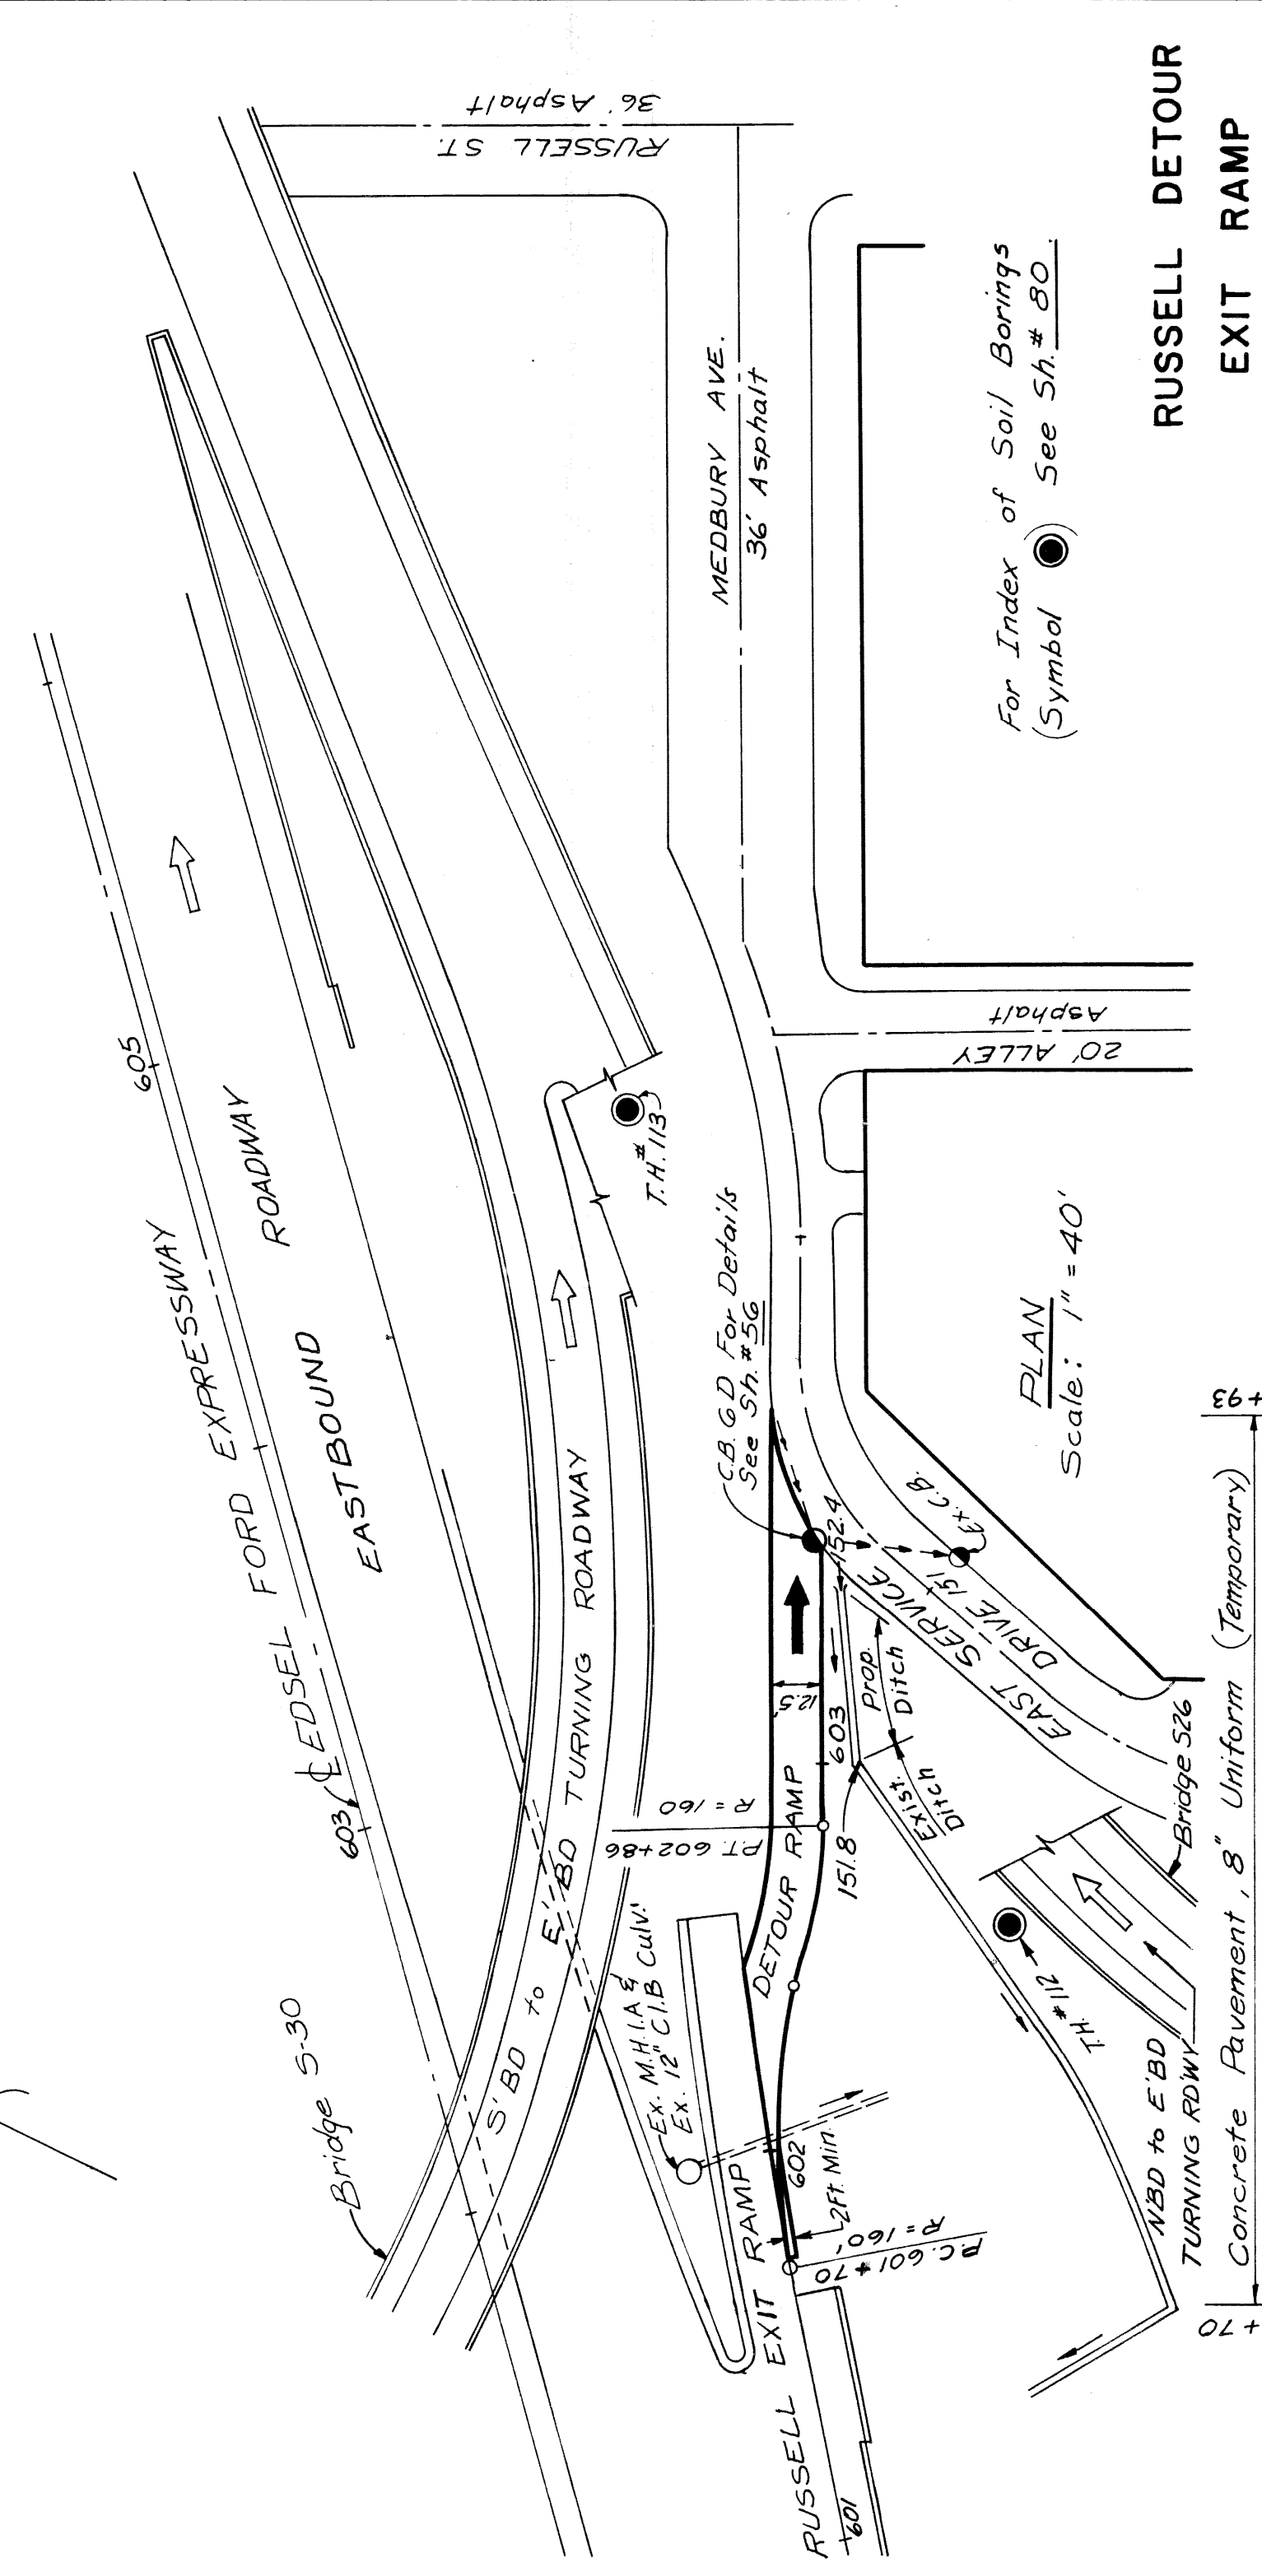 RUSSELL DETOUR
EXIT RAMP
36' Asphalt
RUSSELL ST.
MEDBURY AVE.
36' Asphalt
For Index of Soil Borings
(Symbol ) See Sh.# 80.
605
℄ EDSEL FORD EXPRESSWAY
603
EASTBOUND ROADWAY
Asphalt
20' ALLEY
T.H.# 113
C.B. G D For Details
See Sh. #56
PLAN
Scale: 1" = 40'
Bridge S-30
S'BD to E'BD TURNING ROADWAY
152.4
Ex. C.B.
151
EAST SERVICE
DRIVE
Prop.
Ditch
12.5'
603
Exist.
Ditch
151.8
R = 160
P.T. 602+86
DETOUR RAMP
Ex. M.H.1.A &
Ex. 12" Cl.B Culv.
602
2 Ft. Min.
P.C. 601+70
R = 160'
RUSSELL EXIT RAMP
601
T.H. #112
Bridge S26
N'BD to E'BD
TURNING RD'WY
+70
+93
Concrete Pavement, 8" Uniform (Temporary)